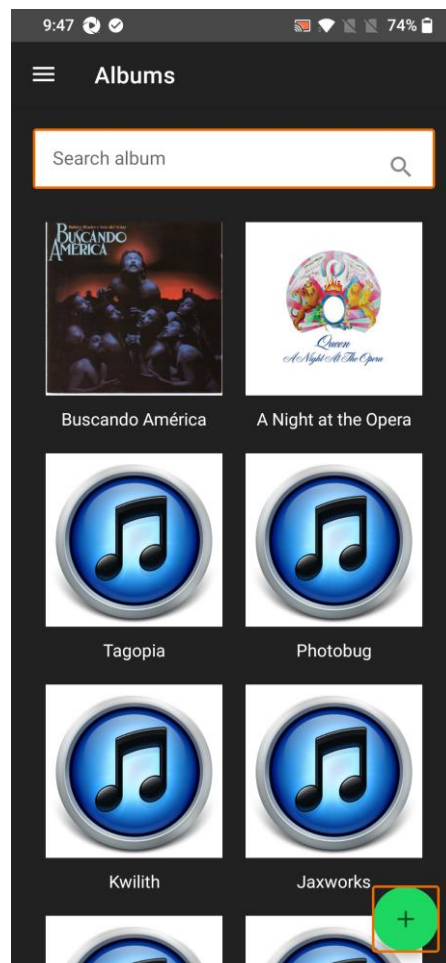 9:47
74%
Albums
Search album
BUSCANDO
AMERICA
Queen
A Night At The Opera
Buscando América
A Night at the Opera
Tagopia
Photobug
Kwilith
Jaxworks
+